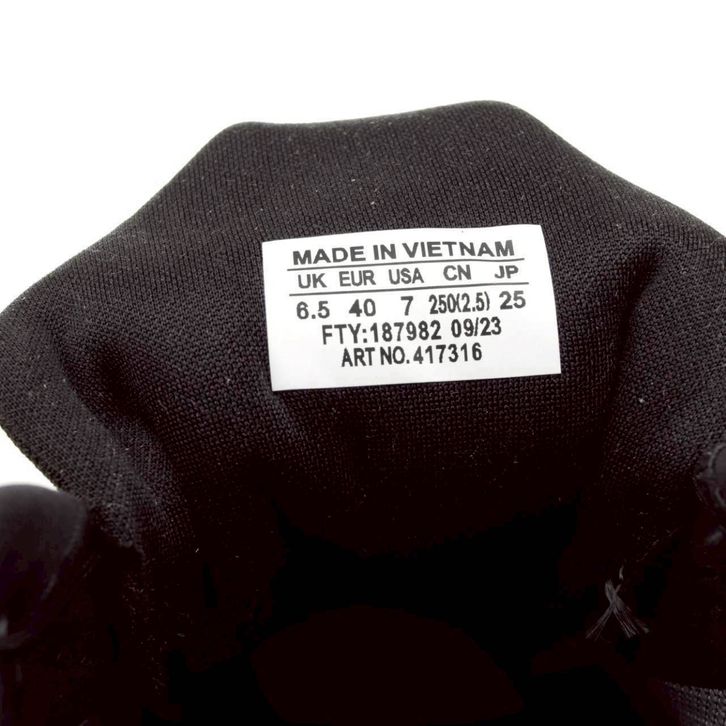 MADE IN VIETNAM
UK EUR USA CN JP
6.5 40 7 250(2.5) 25
FTY:187982 09/23
ART NO. 417316